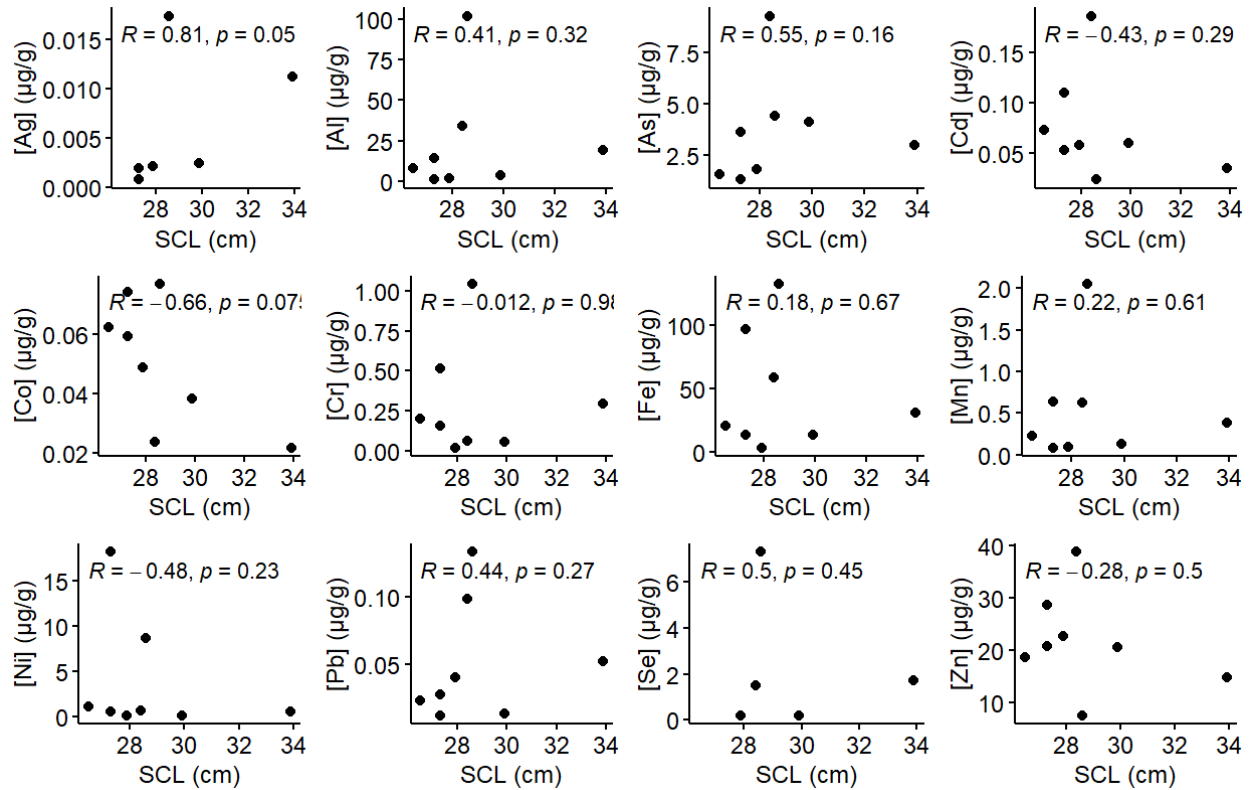 [Ag] (µg/g)
0.015
0.010
0.005
0.000
R = 0.81, p = 0.05
28 30 32 34
SCL (cm)
[Al] (µg/g)
100
75
50
25
0
R = 0.41, p = 0.32
28 30 32 34
SCL (cm)
[As] (µg/g)
7.5
5.0
2.5
R = 0.55, p = 0.16
28 30 32 34
SCL (cm)
[Cd] (µg/g)
0.15
0.10
0.05
R = −0.43, p = 0.29
28 30 32 34
SCL (cm)
[Co] (µg/g)
0.06
0.04
0.02
R = −0.66, p = 0.075
28 30 32 34
SCL (cm)
[Cr] (µg/g)
1.00
0.75
0.50
0.25
0.00
R = −0.012, p = 0.98
28 30 32 34
SCL (cm)
[Fe] (µg/g)
100
50
0
R = 0.18, p = 0.67
28 30 32 34
SCL (cm)
[Mn] (µg/g)
2.0
1.5
1.0
0.5
0.0
R = 0.22, p = 0.61
28 30 32 34
SCL (cm)
[Ni] (µg/g)
15
10
5
0
R = −0.48, p = 0.23
28 30 32 34
SCL (cm)
[Pb] (µg/g)
0.10
0.05
R = 0.44, p = 0.27
28 30 32 34
SCL (cm)
[Se] (µg/g)
6
4
2
0
R = 0.5, p = 0.45
28 30 32 34
SCL (cm)
[Zn] (µg/g)
40
30
20
10
R = −0.28, p = 0.5
28 30 32 34
SCL (cm)